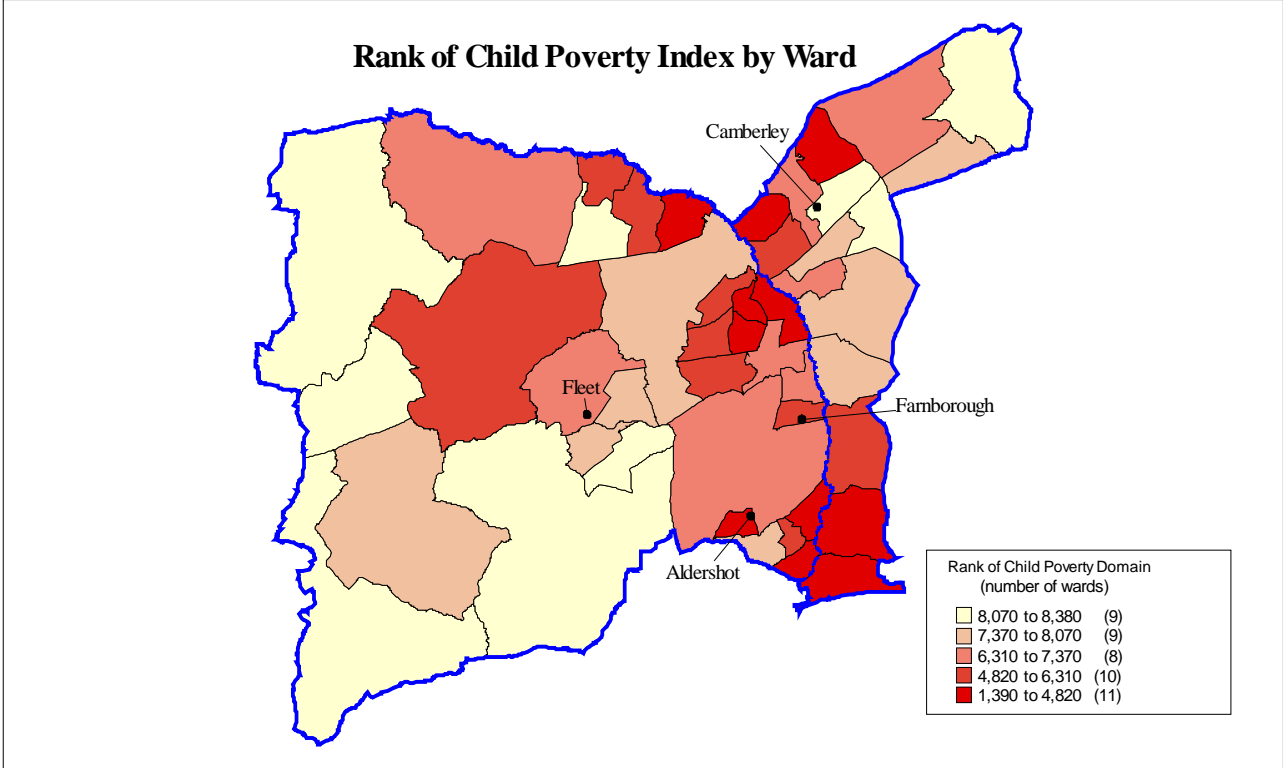 Rank of Child Poverty Index by Ward
Camberley
Fleet
Farnborough
Aldershot
Rank of Child Poverty Domain
(number of wards)
8,070 to 8,380 (9)
7,370 to 8,070 (9)
6,310 to 7,370 (8)
4,820 to 6,310 (10)
1,390 to 4,820 (11)